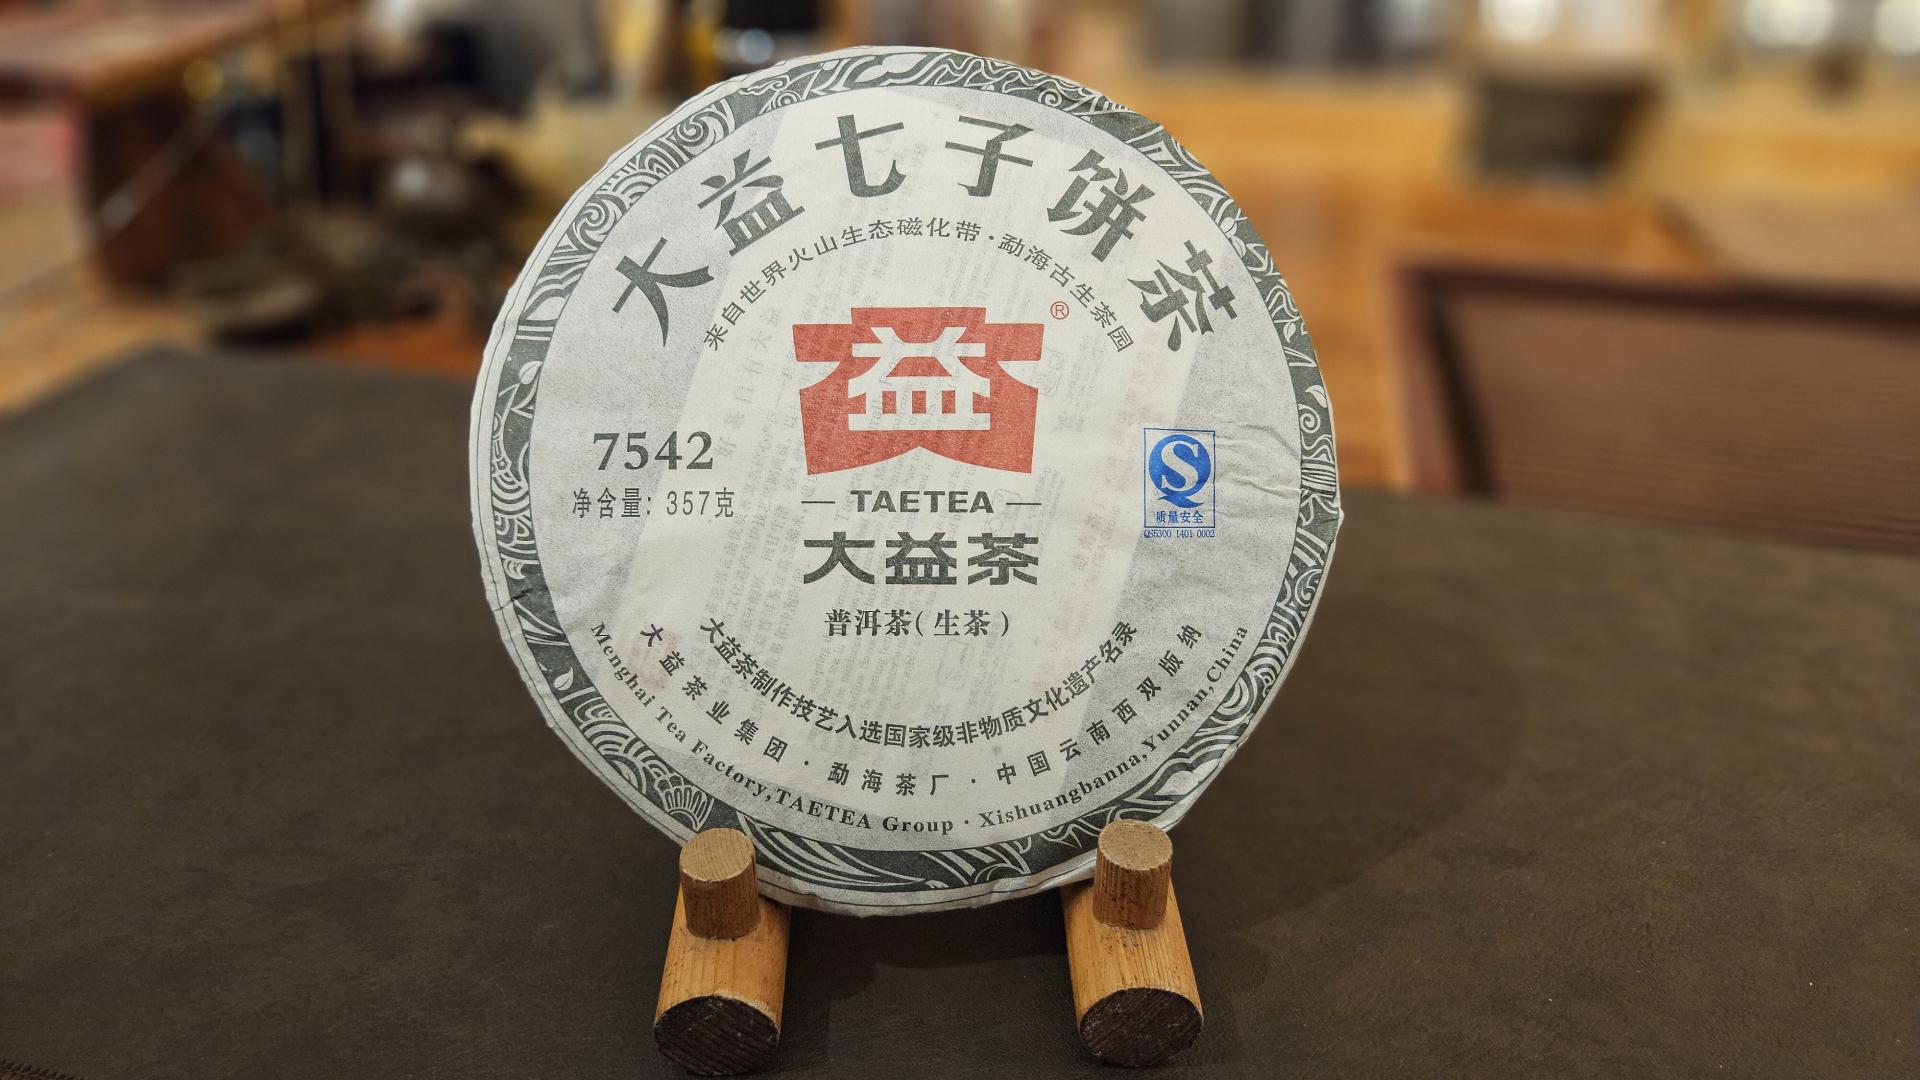 大益七子饼茶
来自世界火山生态磁化带·勐海古生茶园
益
®
7542
净含量: 357克
TAETEA
大益茶
普洱茶(生茶)
S
质量安全
QS5300 1401 0002
大益茶制作技艺入选国家级非物质文化遗产名录
大益茶业集团·勐海茶厂·中国云南西双版纳
Menghai Tea Factory,TAETEA Group·Xishuangbanna,Yunnan,China